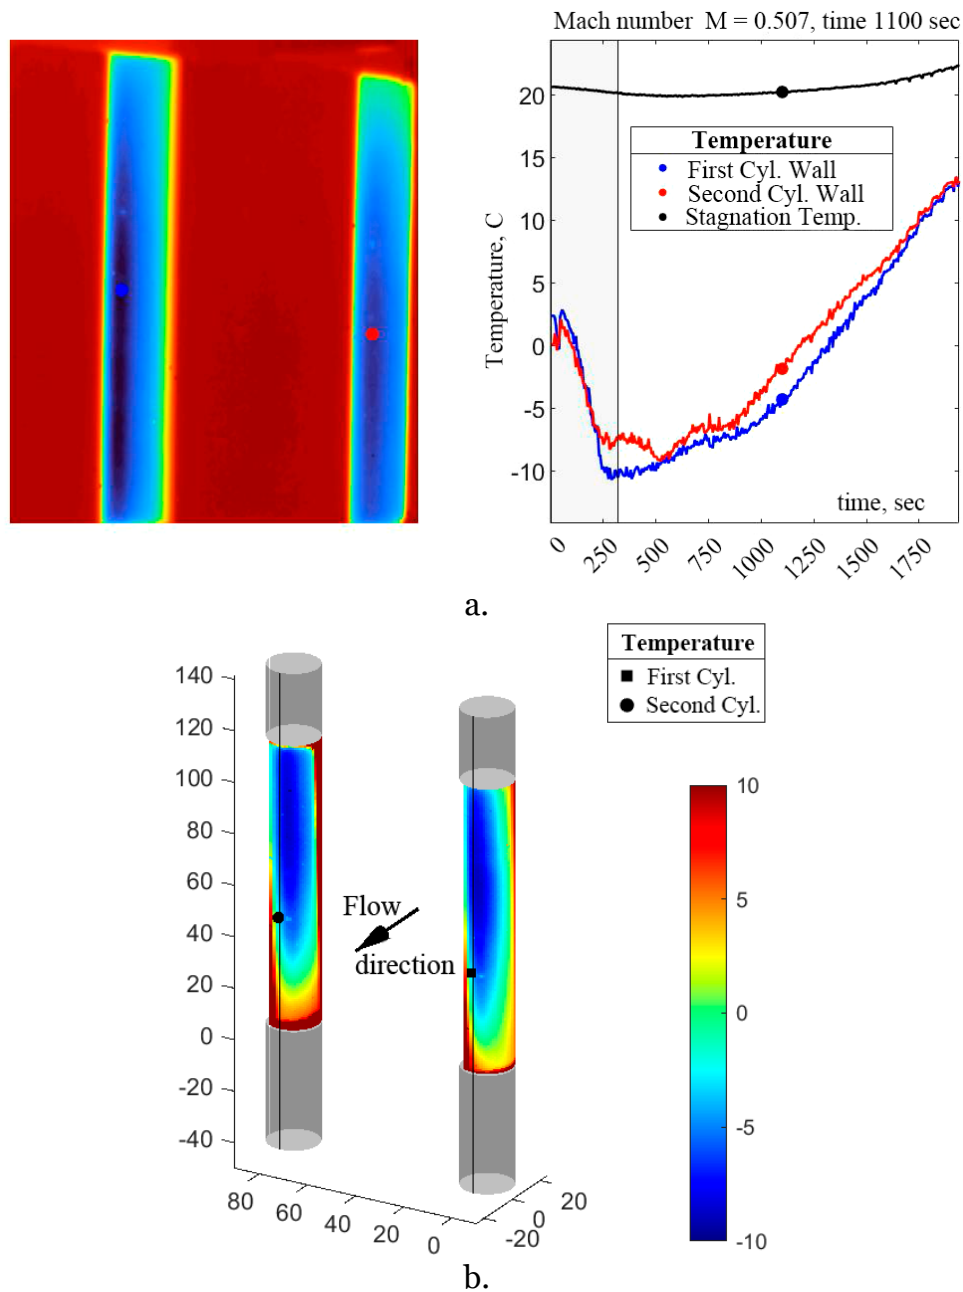 Mach number M = 0.507, time 1100 sec
20
15
10
5
0
-5
-10
Temperature, C
Temperature
First Cyl. Wall
Second Cyl. Wall
Stagnation Temp.
time, sec
0
250
500
750
1000
1250
1500
1750
a.
Temperature
First Cyl.
Second Cyl.
140
120
100
80
60
40
20
0
-20
-40
Flow
direction
80
60
40
20
0
-20
0
20
10
5
0
-5
-10
b.